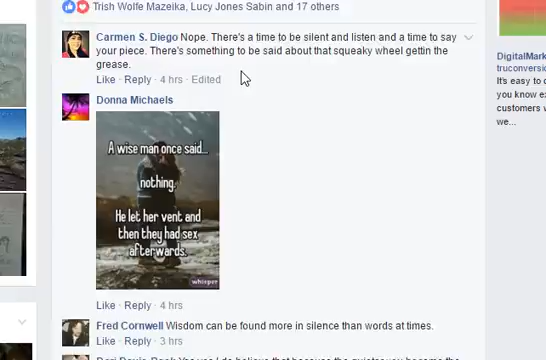 Trish Wolfe Mazeika, Lucy Jones Sabin and 17 others
Carmen S. Diego Nope. There's a time to be silent and listen and a time to say
your piece. There's something to be said about that squeaky wheel gettin the
grease.
Like · Reply · 4 hrs · Edited
Donna Michaels
A wise man once said...
nothing.
He let her vent and
then they had sex
afterwards.
whisper
Like · Reply · 4 hrs
Fred Cornwell Wisdom can be found more in silence than words at times.
Like · Reply · 3 hrs
DigitalMark
truconversio
It's easy to c
you know ex
customers w
we...